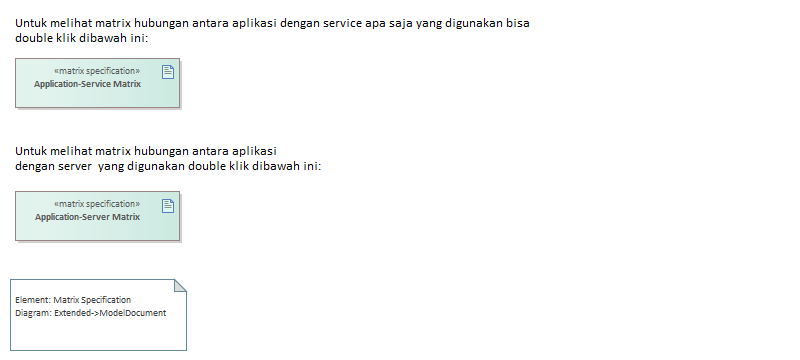 Untuk melihat matrix hubungan antara aplikasi dengan service apa saja yang digunakan bisa
double klik dibawah ini:
«matrix specification»
Application-Service Matrix
Untuk melihat matrix hubungan antara aplikasi
dengan server  yang digunakan double klik dibawah ini:
«matrix specification»
Application-Server Matrix
Element: Matrix Specification
Diagram: Extended->ModelDocument